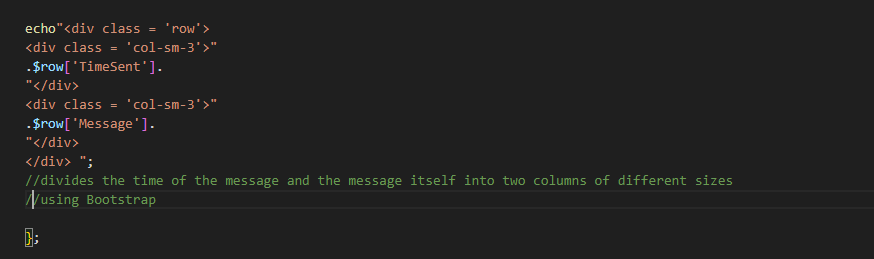 echo"<div class = 'row'>
<div class = 'col-sm-3'>"
.$row['TimeSent'].
"</div>
<div class = 'col-sm-3'>"
.$row['Message'].
"</div>
</div> ";
//divides the time of the message and the message itself into two columns of different sizes
//using Bootstrap
};